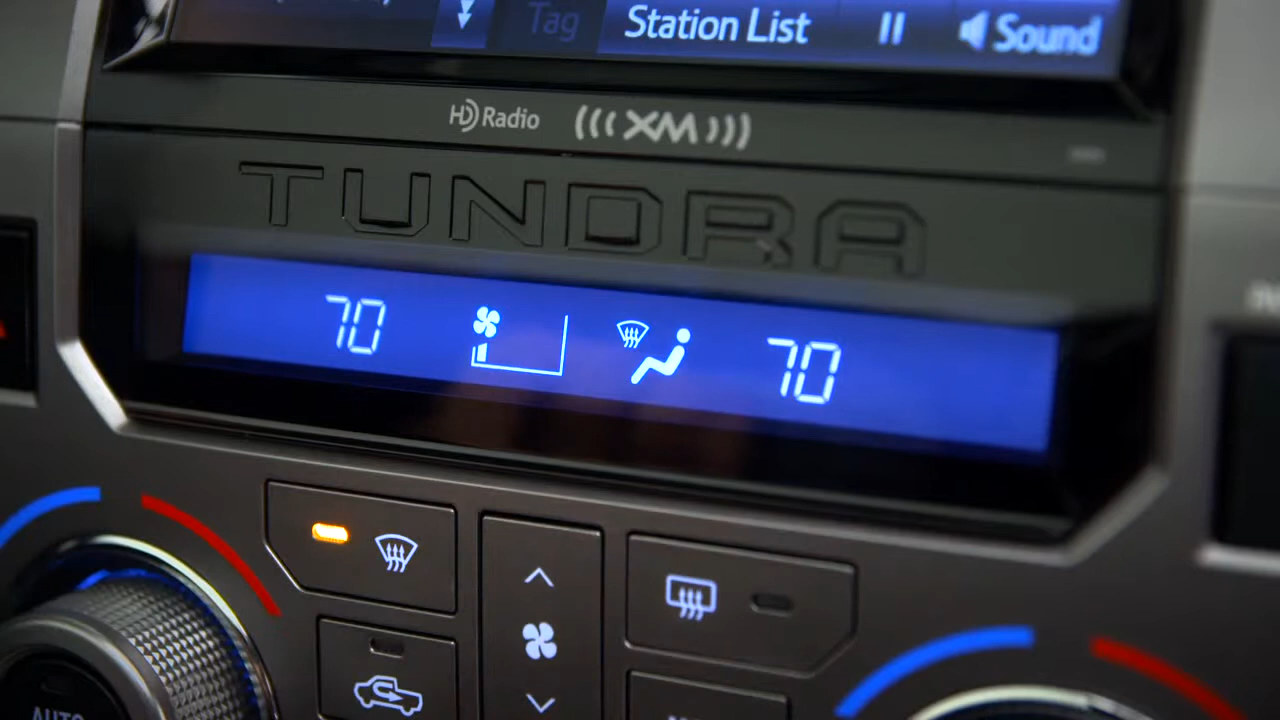 Tag
Station List
Sound
HD Radio
((( XM )))
TUNDRA
70
70
AUTO